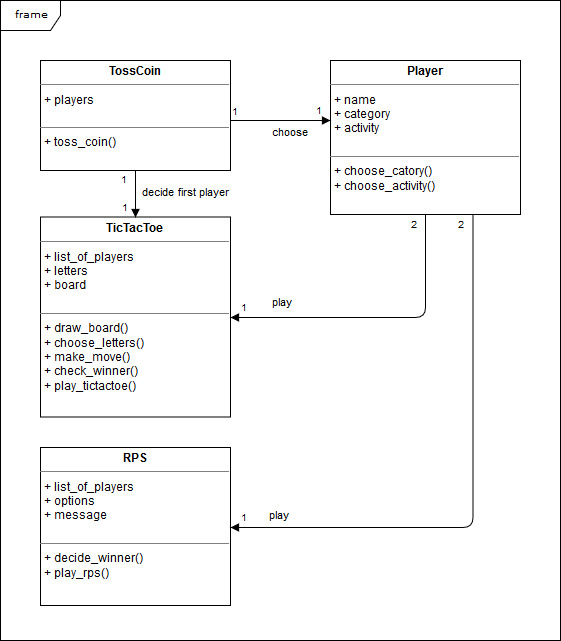 frame
TossCoin
+ players
+ toss_coin()
Player
+ name
+ category
+ activity
+ choose_catory()
+ choose_activity()
1
1
choose
1
decide first player
1
TicTacToe
+ list_of_players
+ letters
+ board
+ draw_board()
+ choose_letters()
+ make_move()
+ check_winner()
+ play_tictactoe()
2
2
1
play
RPS
+ list_of_players
+ options
+ message
+ decide_winner()
+ play_rps()
1
play